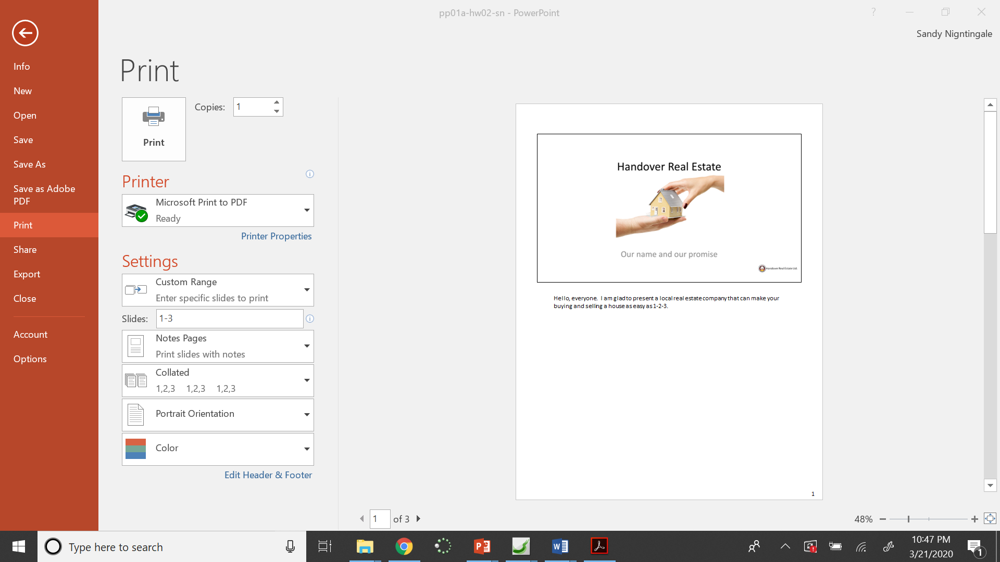 pp01a-hw02-sn - PowerPoint
?
Sandy Nigntingale
Info
New
Open
Save
Save As
Save as Adobe
PDF
Print
Share
Export
Close
Account
Options
Print
Print
Copies:
1
Printer
Microsoft Print to PDF
Ready
Printer Properties
Settings
Custom Range
Enter specific slides to print
Slides:
1-3
Notes Pages
Print slides with notes
Collated
1,2,3 1,2,3 1,2,3
Portrait Orientation
Color
Edit Header & Footer
Handover Real Estate
Our name and our promise
Handover Real Estate Ltd.
Hello, everyone. I am glad to present a local real estate company that can make your
buying and selling a house as easy as 1-2-3.
1
1 of 3
48%
Type here to search
10:47 PM
3/21/2020
1